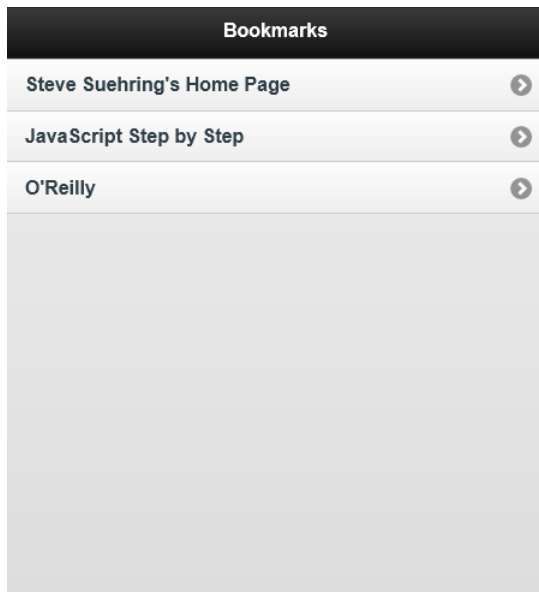 Bookmarks
Steve Suehring's Home Page
JavaScript Step by Step
O'Reilly